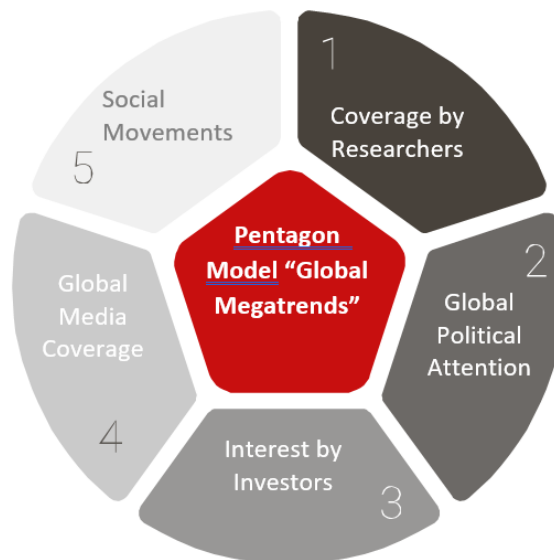 Pentagon
Model “Global
Megatrends”
1
Coverage by
Researchers
2
Global
Political
Attention
Interest by
Investors
3
Global
Media
Coverage
4
Social
Movements
5